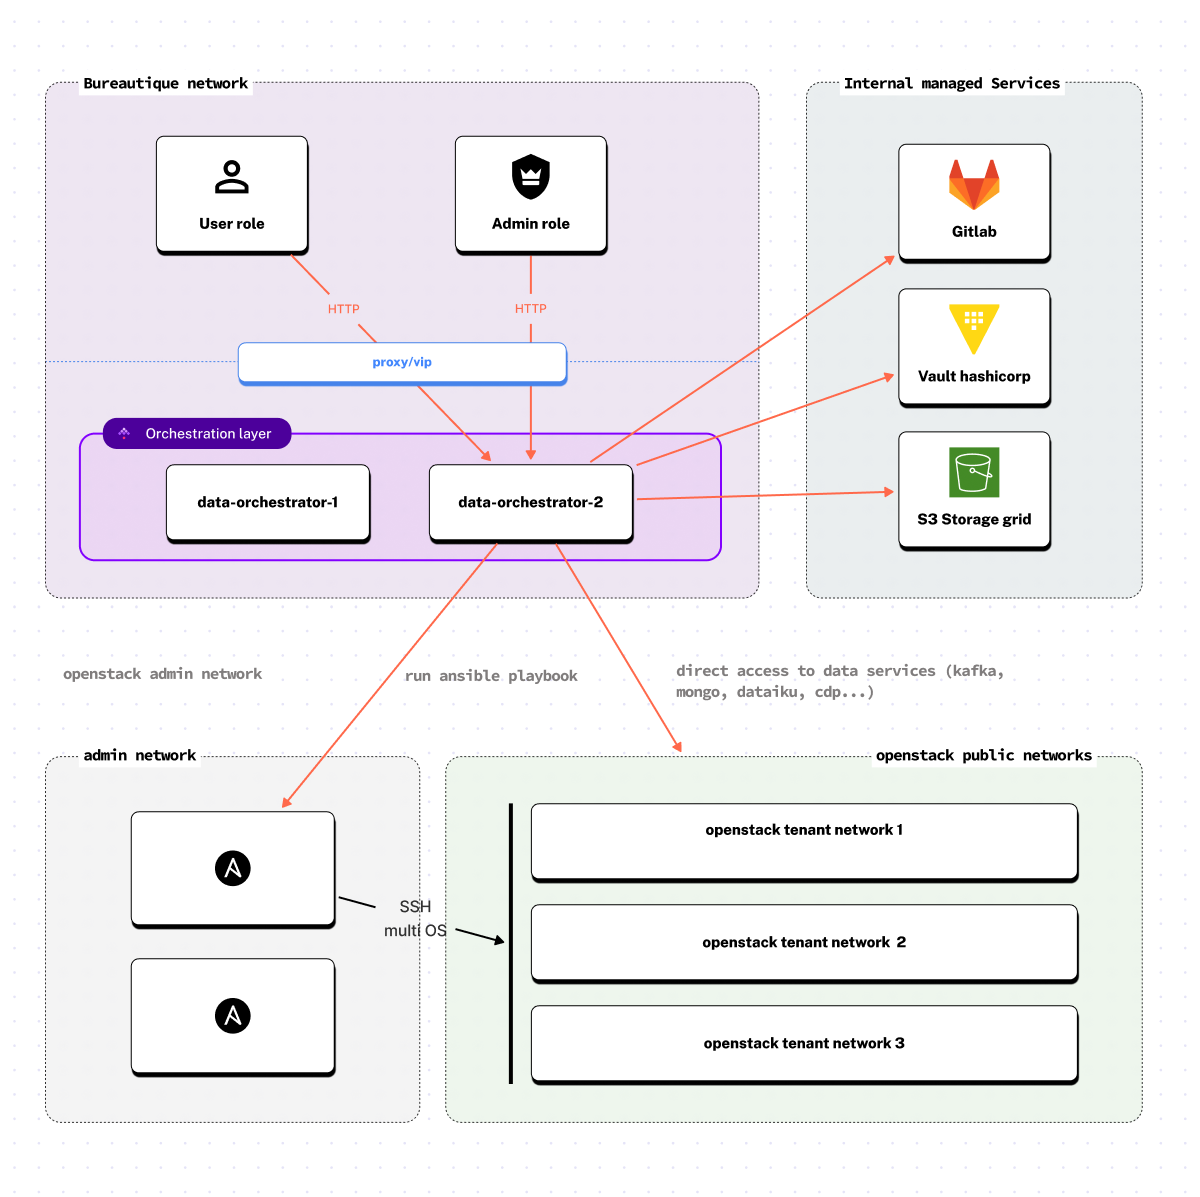 Bureautique network
Internal managed Services
User role
Admin role
Gitlab
HTTP
HTTP
proxy/vip
Vault hashicorp
Orchestration layer
data-orchestrator-1
data-orchestrator-2
S3 Storage grid
openstack admin network
run ansible playbook
direct access to data services (kafka,
mongo, dataiku, cdp...)
admin network
openstack public networks
openstack tenant network 1
SSH
multi OS
openstack tenant network  2
openstack tenant network 3